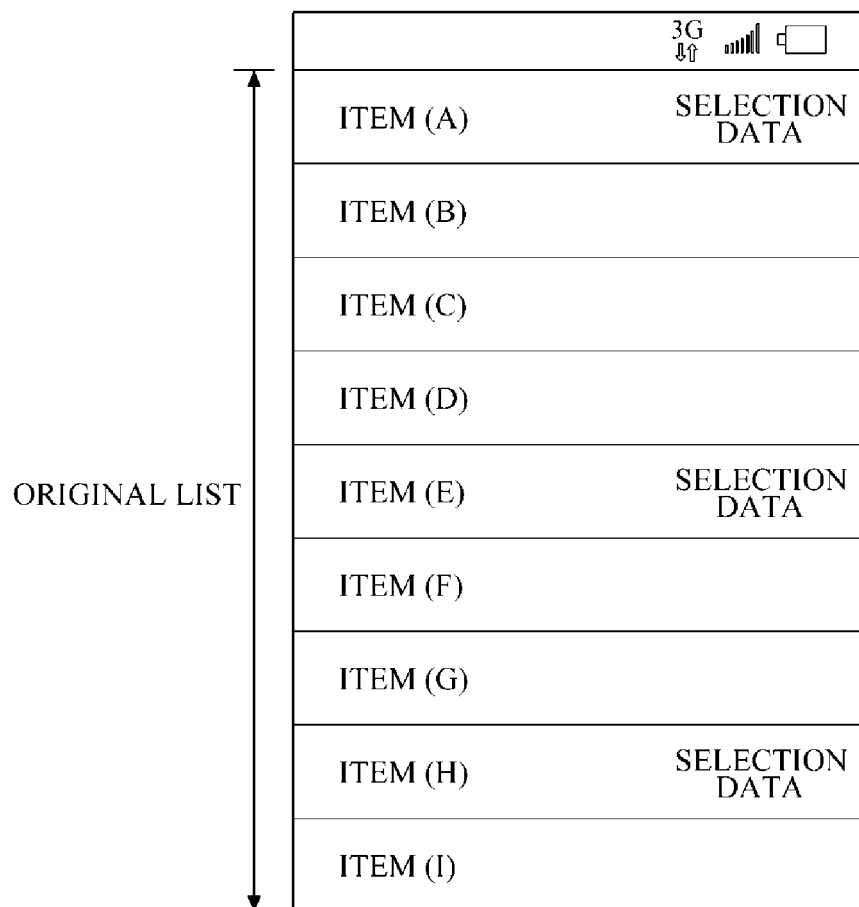 3G
ITEM (A)
SELECTION
DATA
ITEM (B)
ITEM (C)
ITEM (D)
ORIGINAL LIST
ITEM (E)
SELECTION
DATA
ITEM (F)
ITEM (G)
ITEM (H)
SELECTION
DATA
ITEM (I)